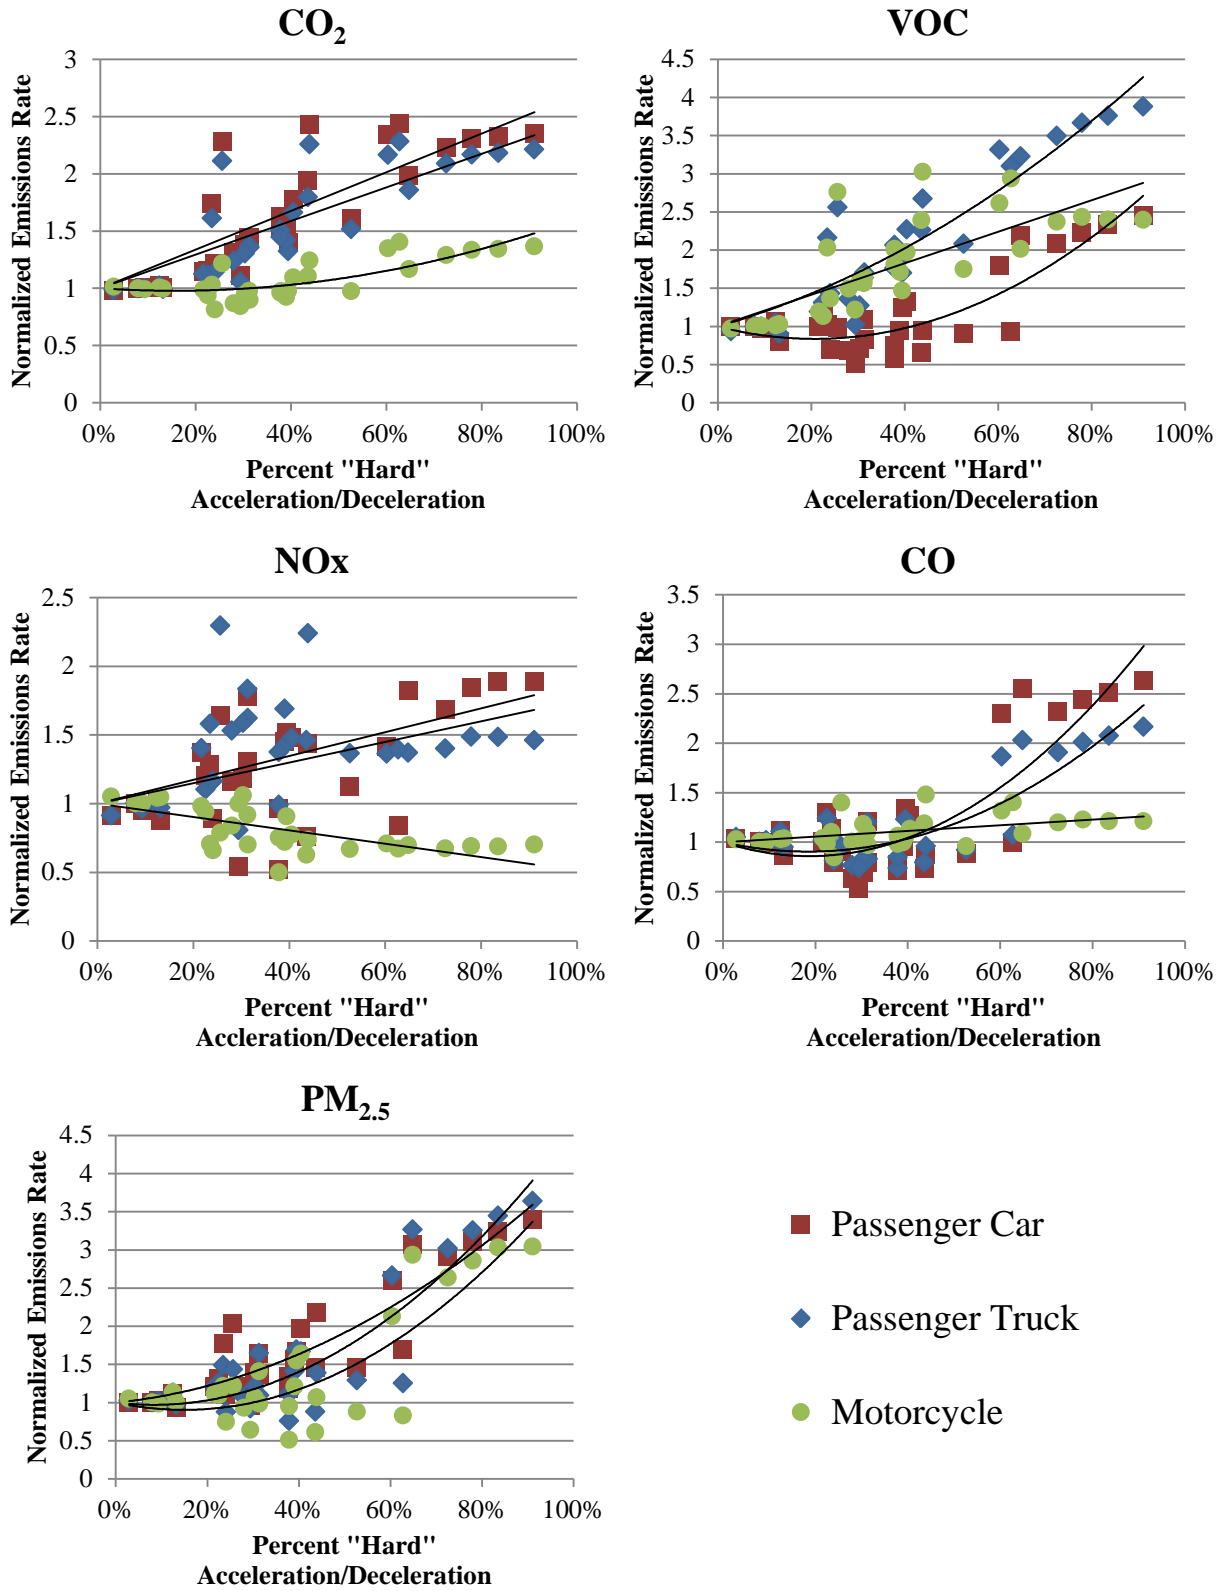 CO2
Normalized Emissions Rate
3
2.5
2
1.5
1
0.5
0
0% 20% 40% 60% 80% 100%
Percent "Hard"
Acceleration/Deceleration
VOC
Normalized Emissions Rate
4.5
4
3.5
3
2.5
2
1.5
1
0.5
0
0% 20% 40% 60% 80% 100%
Percent "Hard"
Acceleration/Deceleration
NOx
Normalized Emissions Rate
2.5
2
1.5
1
0.5
0
0% 20% 40% 60% 80% 100%
Percent "Hard"
Accleration/Deceleration
CO
Normalized Emissions Rate
3.5
3
2.5
2
1.5
1
0.5
0
0% 20% 40% 60% 80% 100%
Percent "Hard"
Acceleration/Deceleration
PM2.5
Normalized Emissions Rate
4.5
4
3.5
3
2.5
2
1.5
1
0.5
0
0% 20% 40% 60% 80% 100%
Percent "Hard"
Acceleration/Deceleration
Passenger Car
Passenger Truck
Motorcycle